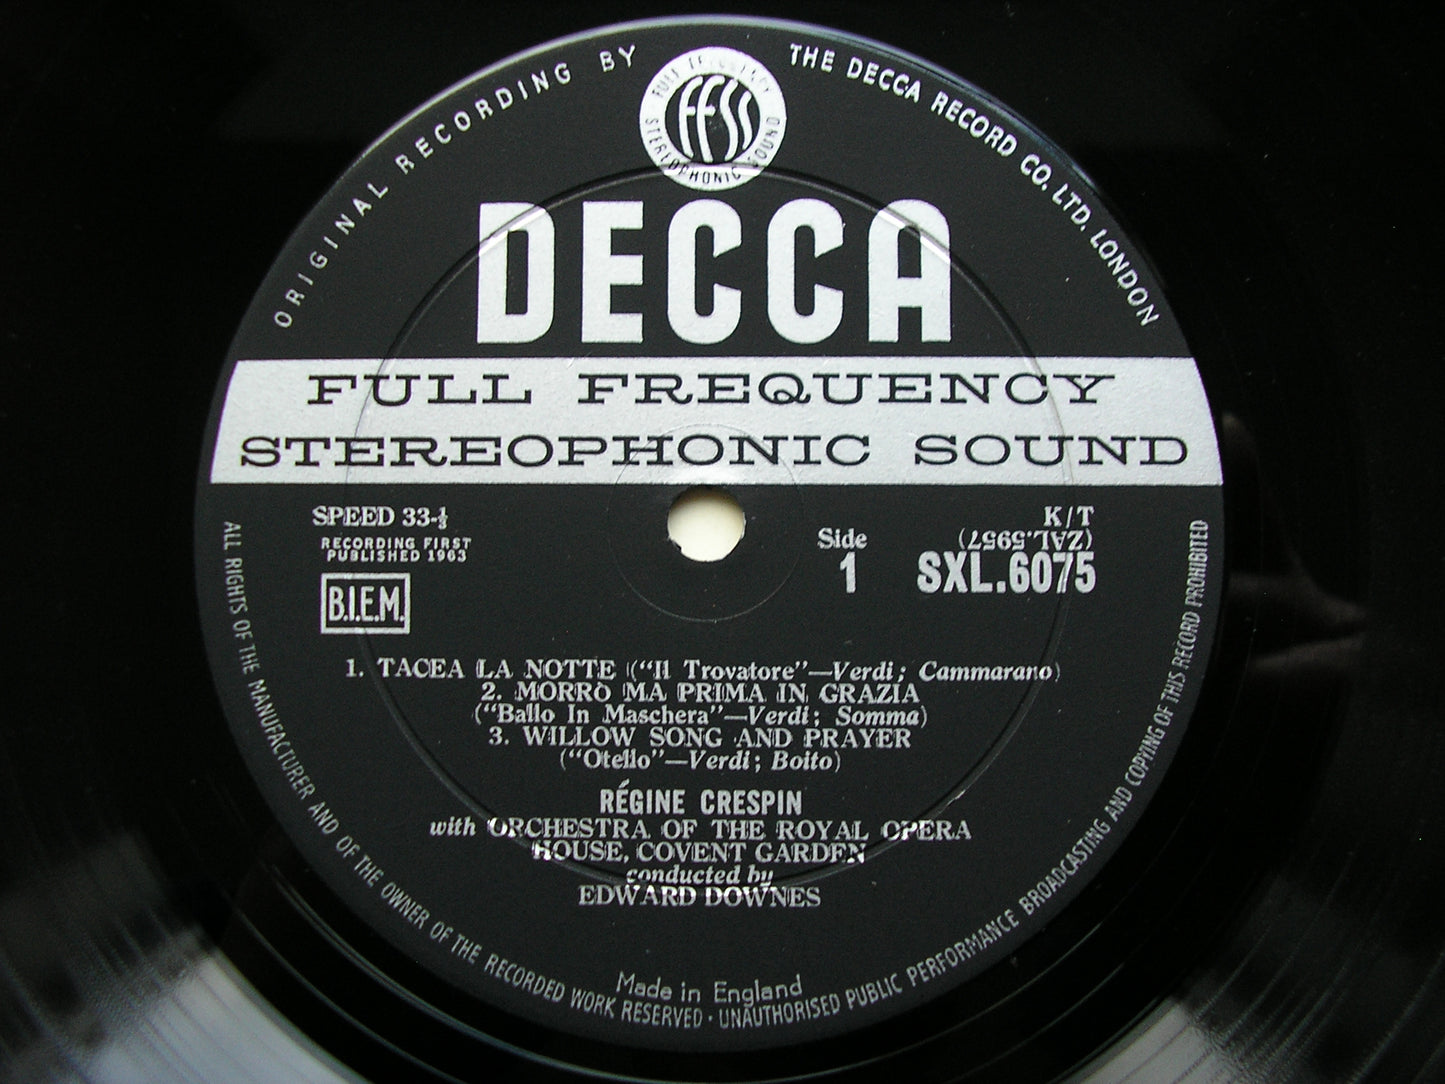 ORIGINAL RECORDING BY
THE DECCA RECORD CO. LTD. LONDON
FULL FREQUENCY
FFSS
STEREOPHONIC SOUND
DECCA
FULL FREQUENCY
STEREOPHONIC SOUND
SPEED 33-⅓
RECORDING FIRST
PUBLISHED 1963
B.I.E.M.
Side
1
K/T
(ZAL.5957)
SXL.6075
1. TACEA LA NOTTE ("Il Trovatore"—Verdi; Cammarano)
2. MORRÒ MA PRIMA IN GRAZIA
("Ballo In Maschera"—Verdi; Somma)
3. WILLOW SONG AND PRAYER
("Otello"—Verdi; Boito)
RÉGINE CRESPIN
with ORCHESTRA OF THE ROYAL OPERA
HOUSE, COVENT GARDEN
conducted by
EDWARD DOWNES
Made in England
ALL RIGHTS OF THE MANUFACTURER AND OF THE OWNER OF THE RECORDED WORK RESERVED · UNAUTHORISED PUBLIC PERFORMANCE BROADCASTING AND COPYING OF THIS RECORD PROHIBITED